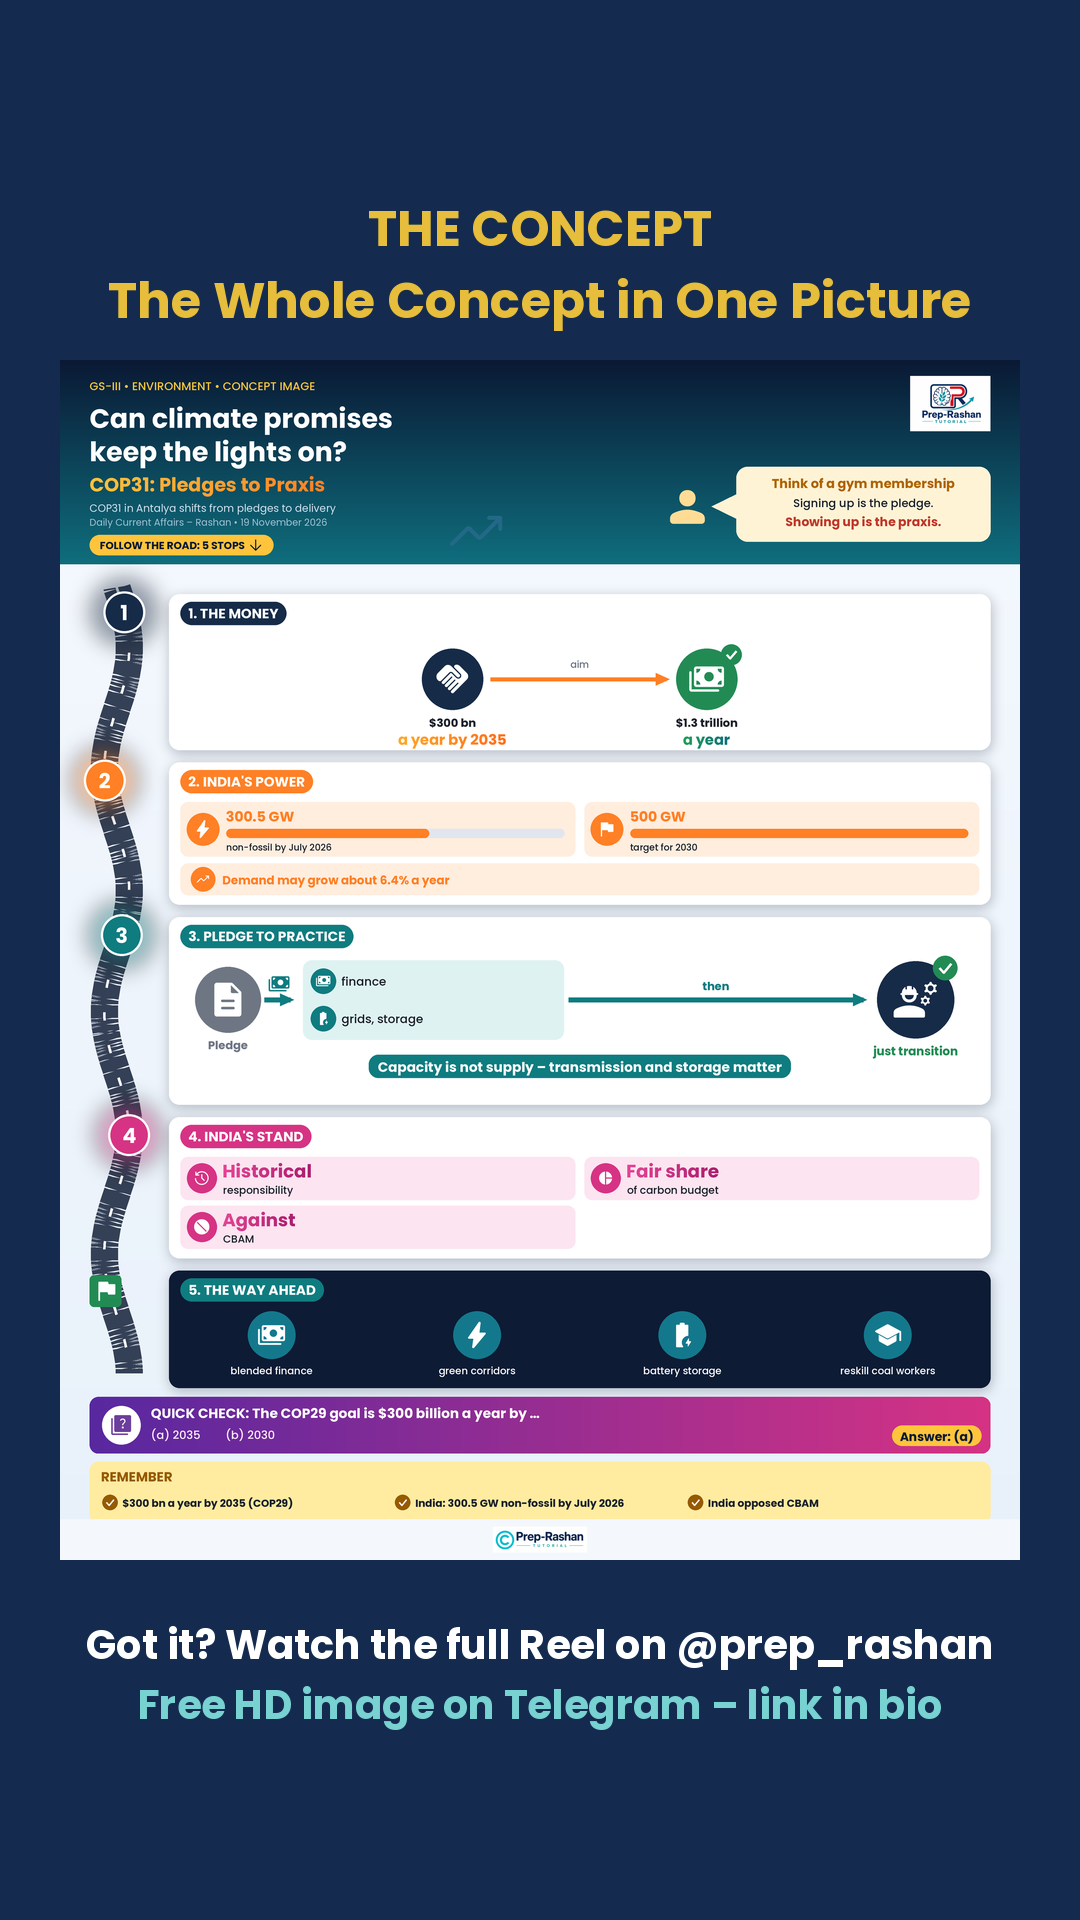 THE CONCEPT
The Whole Concept in One Picture
GS-III • ENVIRONMENT • CONCEPT IMAGE
Can climate promises
keep the lights on?
COP31: Pledges to Praxis
COP31 in Antalya shifts from pledges to delivery
Daily Current Affairs – Rashan • 19 November 2026
FOLLOW THE ROAD: 5 STOPS
Prep-Rashan
TUTORIAL
Think of a gym membership
Signing up is the pledge.
Showing up is the praxis.
1
1. THE MONEY
aim
$300 bn
a year by 2035
$1.3 trillion
a year
2
2. INDIA'S POWER
300.5 GW
non-fossil by July 2026
500 GW
target for 2030
Demand may grow about 6.4% a year
3
3. PLEDGE TO PRACTICE
Pledge
finance
grids, storage
then
just transition
Capacity is not supply – transmission and storage matter
4
4. INDIA'S STAND
Historical
responsibility
Fair share
of carbon budget
Against
CBAM
5. THE WAY AHEAD
blended finance
green corridors
battery storage
reskill coal workers
QUICK CHECK: The COP29 goal is $300 billion a year by ...
(a) 2035 (b) 2030
Answer: (a)
REMEMBER
$300 bn a year by 2035 (COP29)
India: 300.5 GW non-fossil by July 2026
India opposed CBAM
© Prep-Rashan
TUTORIAL
Got it? Watch the full Reel on @prep_rashan
Free HD image on Telegram – link in bio